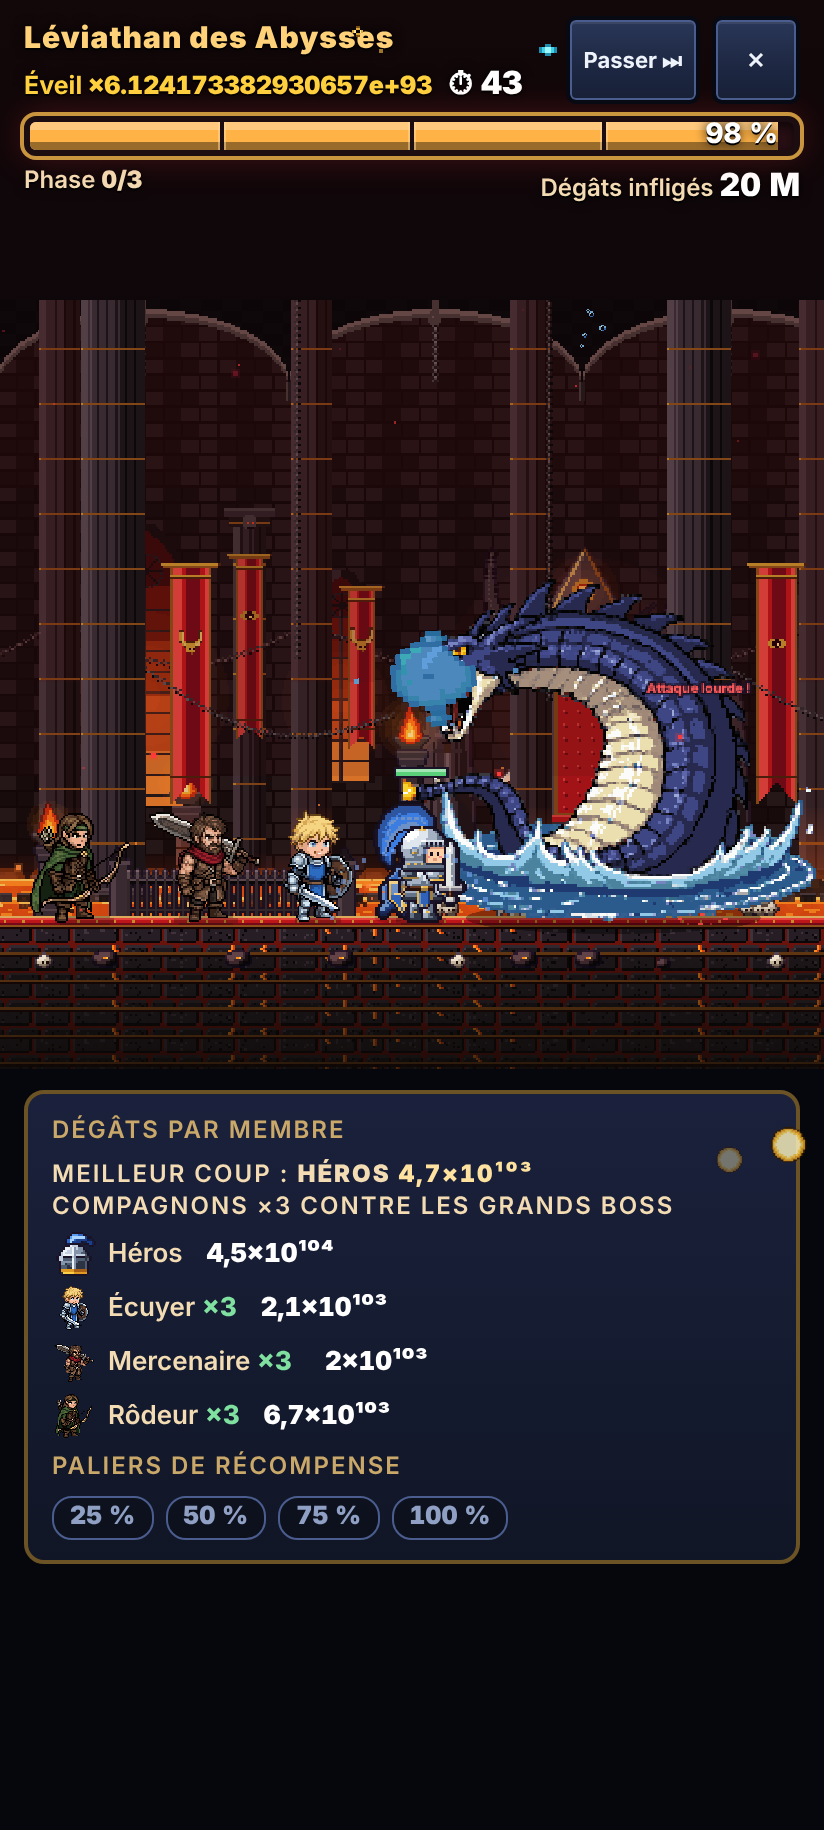 Léviathan des Abysses
Éveil ×6.124173382930657e+93 ⏱ 43
Passer ⏭
×
98 %
Phase 0/3
Dégâts infligés 20 M
Attaque lourde !
DÉGÂTS PAR MEMBRE
MEILLEUR COUP : HÉROS 4,7×10¹⁰³
COMPAGNONS ×3 CONTRE LES GRANDS BOSS
Héros 4,5×10¹⁰⁴
Écuyer ×3 2,1×10¹⁰³
Mercenaire ×3 2×10¹⁰³
Rôdeur ×3 6,7×10¹⁰³
PALIERS DE RÉCOMPENSE
25 % 50 % 75 % 100 %